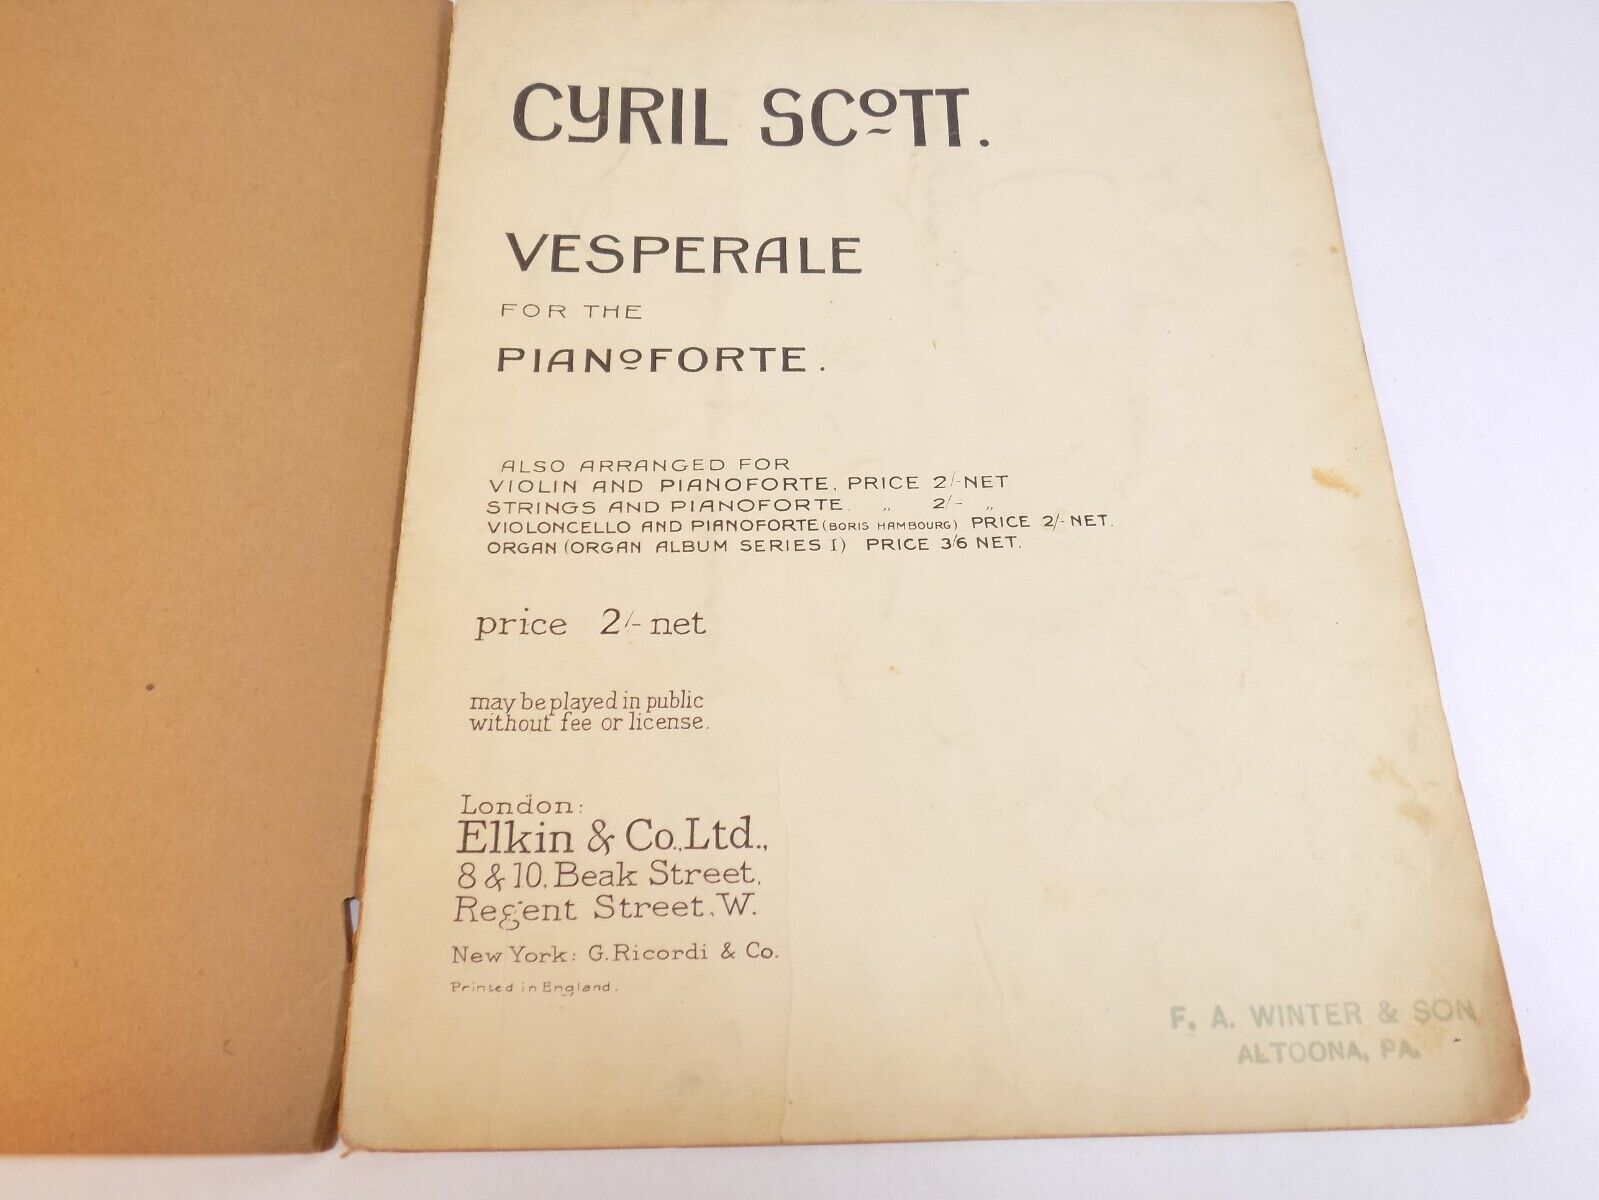 CYRIL SCOTT.
VESPERALE
FOR THE
PIANOFORTE.
ALSO ARRANGED FOR
VIOLIN AND PIANOFORTE, PRICE 2/- NET
STRINGS AND PIANOFORTE. „ 2/- „
VIOLONCELLO AND PIANOFORTE (BORIS HAMBOURG) PRICE 2/- NET.
ORGAN (ORGAN ALBUM SERIES I) PRICE 3/6 NET.
price 2/- net
may be played in public
without fee or license.
London:
Elkin & Co., Ltd.,
8 & 10, Beak Street,
Regent Street, W.
New York: G. Ricordi & Co.
Printed in England.
F. A. WINTER & SON
ALTOONA, PA.